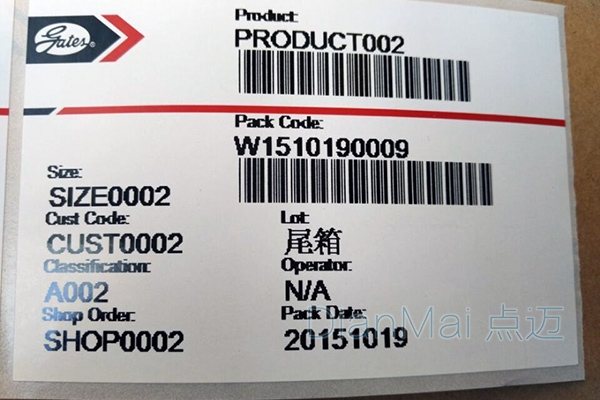 Gates
Product:
PRODUCT002
Pack Code:
W1510190009
Size:
SIZE0002
Cust Code:
CUST0002
Lot:
尾箱
Classification:
A002
Operator:
N/A
Shop Order:
SHOP0002
Pack Date:
20151019
DianMai 点迈